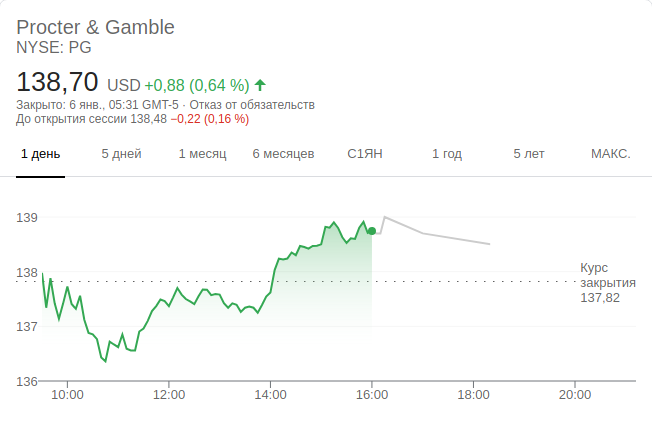 Procter & Gamble
NYSE: PG
138,70 USD +0,88 (0,64 %)
Закрыто: 6 янв., 05:31 GMT-5 · Отказ от обязательств
До открытия сессии 138,48 −0,22 (0,16 %)
1 день 5 дней 1 месяц 6 месяцев С1ЯН 1 год 5 лет МАКС.
139
138
Курс
закрытия
137,82
137
136
10:00 12:00 14:00 16:00 18:00 20:00